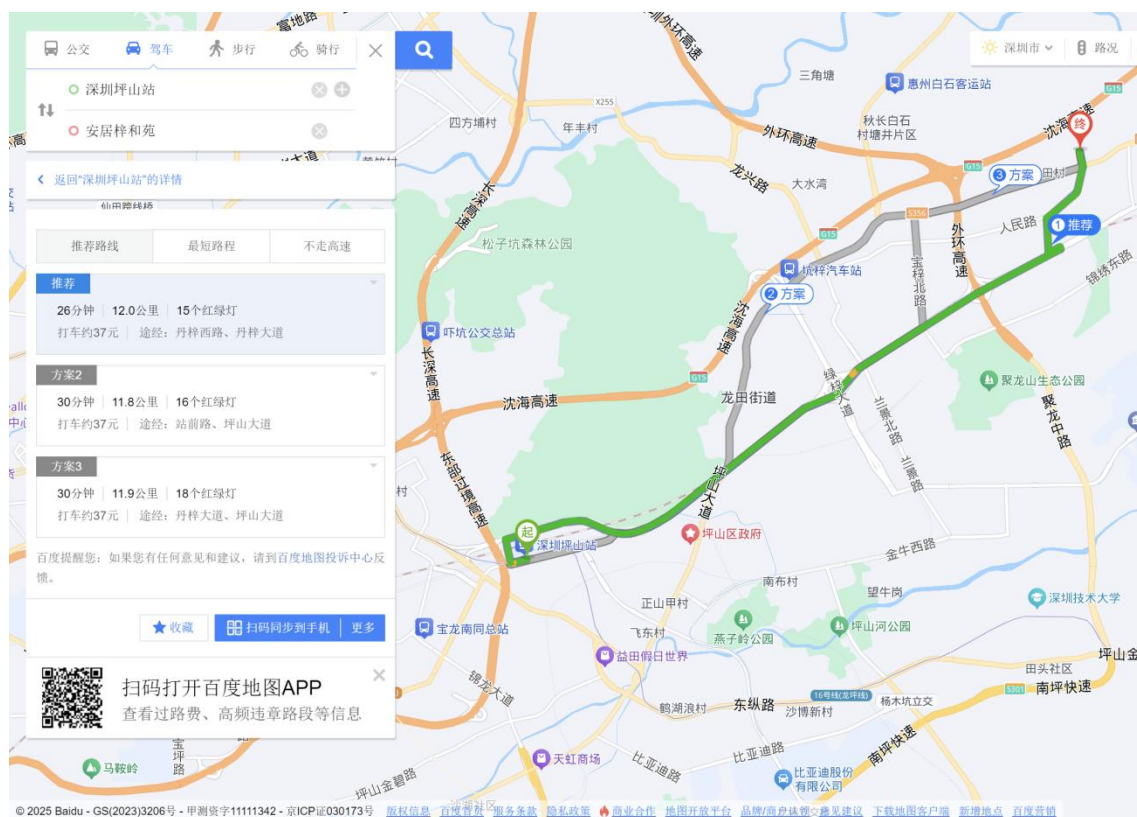 公交 驾车 步行 骑行
深圳坪山站
安居梓和苑
返回"深圳坪山站"的详情
仙田跨线桥
推荐路线 最短路程 不走高速
推荐
26分钟 | 12.0公里 | 15个红绿灯
打车约37元 | 途经：丹梓西路、丹梓大道
方案2
30分钟 | 11.8公里 | 16个红绿灯
打车约37元 | 途经：站前路、坪山大道
方案3
30分钟 | 11.9公里 | 18个红绿灯
打车约37元 | 途经：丹梓大道、坪山大道
百度提醒您：如果您有任何意见和建议，请到百度地图投诉中心反
馈。
收藏 扫码同步到手机 | 更多
扫码打开百度地图APP
查看过路费、高频违章路段等信息
宝坪路
马鞍岭
富地路
深圳外环高速
深圳市 路况
三角塘
惠州白石客运站
G15
X255
四方埔村
年丰村
外环高速
秋长白石
村塘井片区
沈海高速
终
龙兴路
G15
大水湾
3 方案
田村
长深高速
S356
人民路
1 推荐
松子坑森林公园
G15
外环高速
锦绣东路
坑梓汽车站
宝梓北路
2 方案
吓坑公交总站
沈海高速
长深高速
G15
绿梓大道
聚龙山生态公园
沈海高速
龙田街道
兰景北路
聚龙中路
东部过境高速
坪山大道
兰景路
起
深圳坪山站
坪山区政府
金牛西路
南布村
望牛岗
正山甲村
深圳技术大学
宝龙南同总站
飞东村
燕子岭公园
坪山河公园
益田假日世界
坪山金
田头社区
锦龙大道
S301
南坪快速
16号线(龙坪线)
鹤湖浪村
东纵路
沙博新村
杨木坑立交
天虹商场
比亚迪路
比亚迪路
南坪快速
坪山金碧路
比亚迪股份
有限公司
© 2025 Baidu - GS(2023)3206号 - 甲测资字11111342 - 京ICP证030173号 版权信息 百度首页 服务条款 隐私政策 商业合作 地图开放平台 品牌/商户认领 意见建议 下载地图客户端 新增地点 百度营销